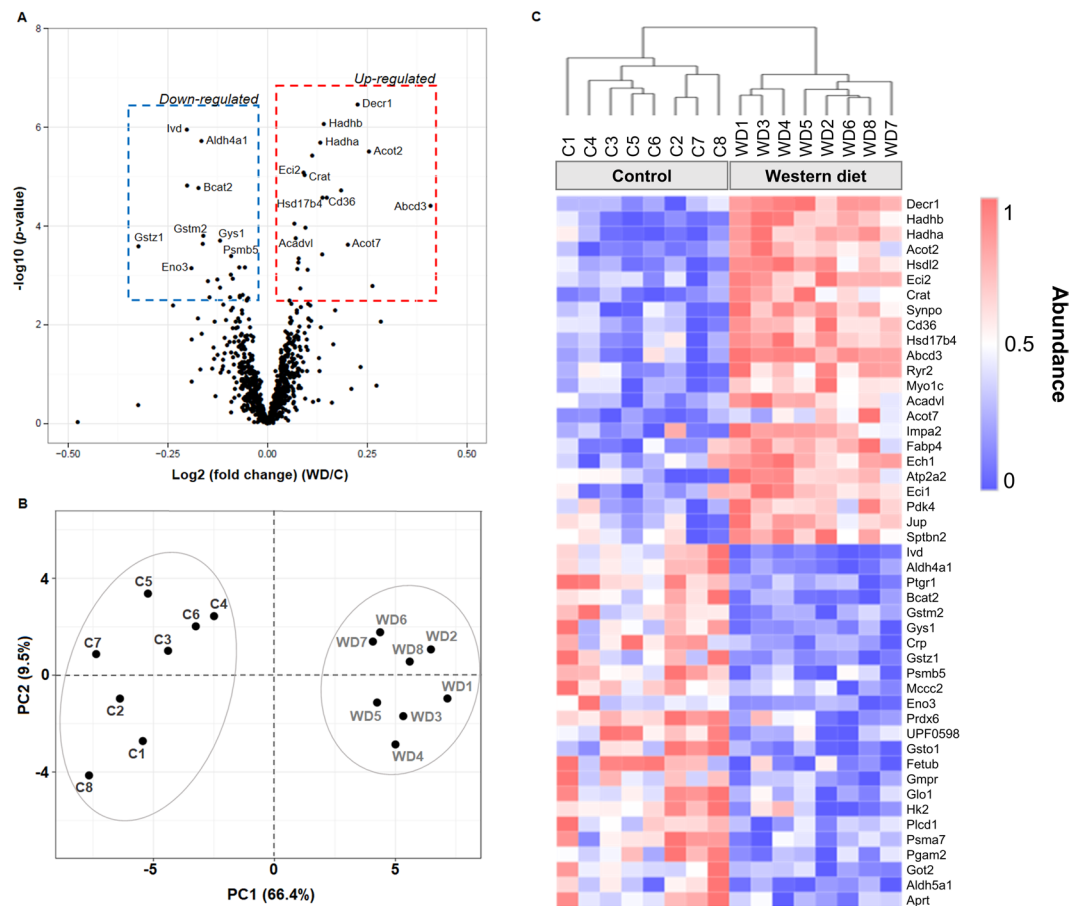 A
8
6
4
2
0
-log10 (p-value)
Down-regulated
Up-regulated
Decr1
Ivd
Hadhb
Aldh4a1
Hadha
Acot2
Eci2
Crat
Bcat2
Hsd17b4
Cd36
Abcd3
Gstm2
Gys1
Gstz1
Psmb5
Acadvl
Acot7
Eno3
−0.50
−0.25
0.00
0.25
0.50
Log2 (fold change) (WD/C)
B
4
0
-4
PC2 (9.5%)
C5
C4
C6
C3
C7
C2
C1
C8
WD6
WD7
WD2
WD8
WD1
WD5
WD3
WD4
-5
0
5
PC1 (66.4%)
C
C1
C4
C3
C5
C6
C2
C7
C8
WD1
WD3
WD4
WD5
WD2
WD6
WD8
WD7
Control
Western diet
Decr1
Hadhb
Hadha
Acot2
Hsdl2
Eci2
Crat
Synpo
Cd36
Hsd17b4
Abcd3
Ryr2
Myo1c
Acadvl
Acot7
Impa2
Fabp4
Ech1
Atp2a2
Eci1
Pdk4
Jup
Sptbn2
Ivd
Aldh4a1
Ptgr1
Bcat2
Gstm2
Gys1
Crp
Gstz1
Psmb5
Mccc2
Eno3
Prdx6
UPF0598
Gsto1
Fetub
Gmpr
Glo1
Hk2
Plcd1
Psma7
Pgam2
Got2
Aldh5a1
Aprt
1
0.5
0
Abundance